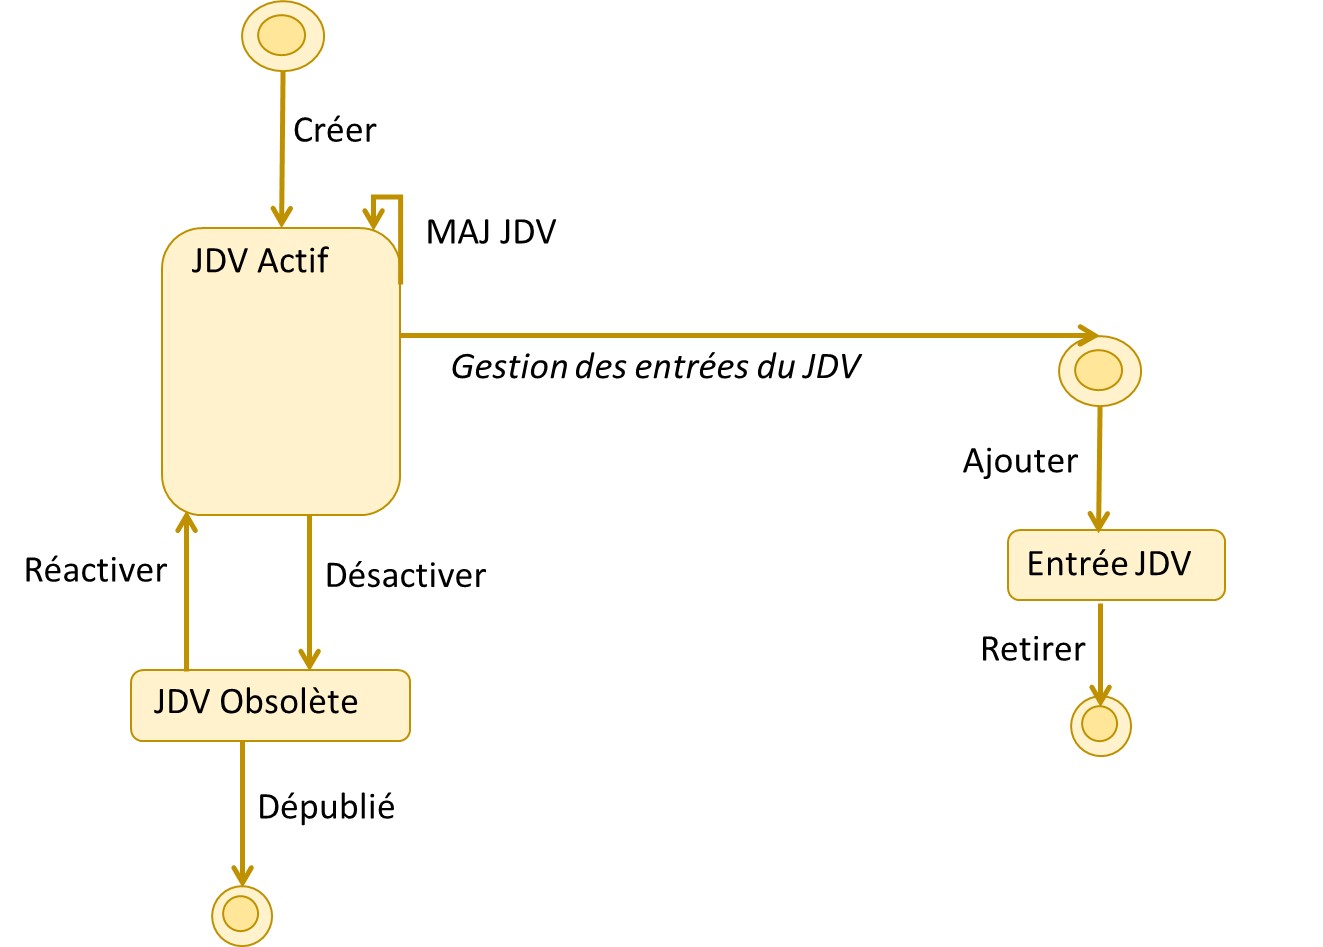 Créer
MAJ JDV
JDV Actif
Gestion des entrées du JDV
Ajouter
Entrée JDV
Réactiver
Désactiver
Retirer
JDV Obsolète
Dépublié